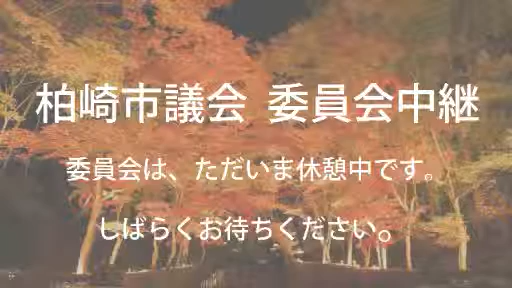 柏崎市議会 委員会中継
委員会は、ただいま休憩中です。
しばらくお待ちください。